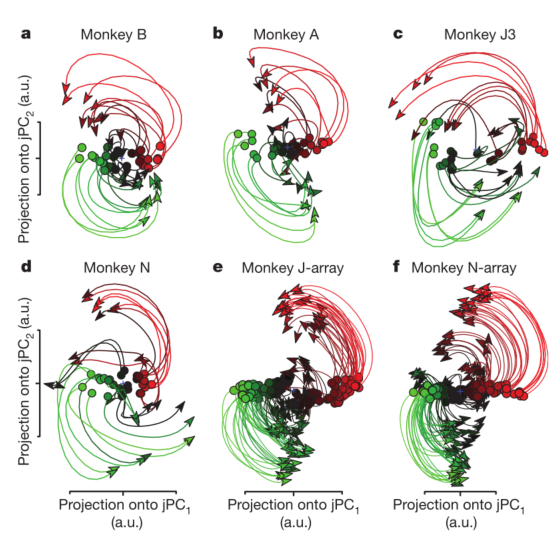 a Monkey B
b Monkey A
c Monkey J3
Projection onto jPC2 (a.u.)
d Monkey N
e Monkey J-array
f Monkey N-array
Projection onto jPC2 (a.u.)
Projection onto jPC1
(a.u.)
Projection onto jPC1
(a.u.)
Projection onto jPC1
(a.u.)